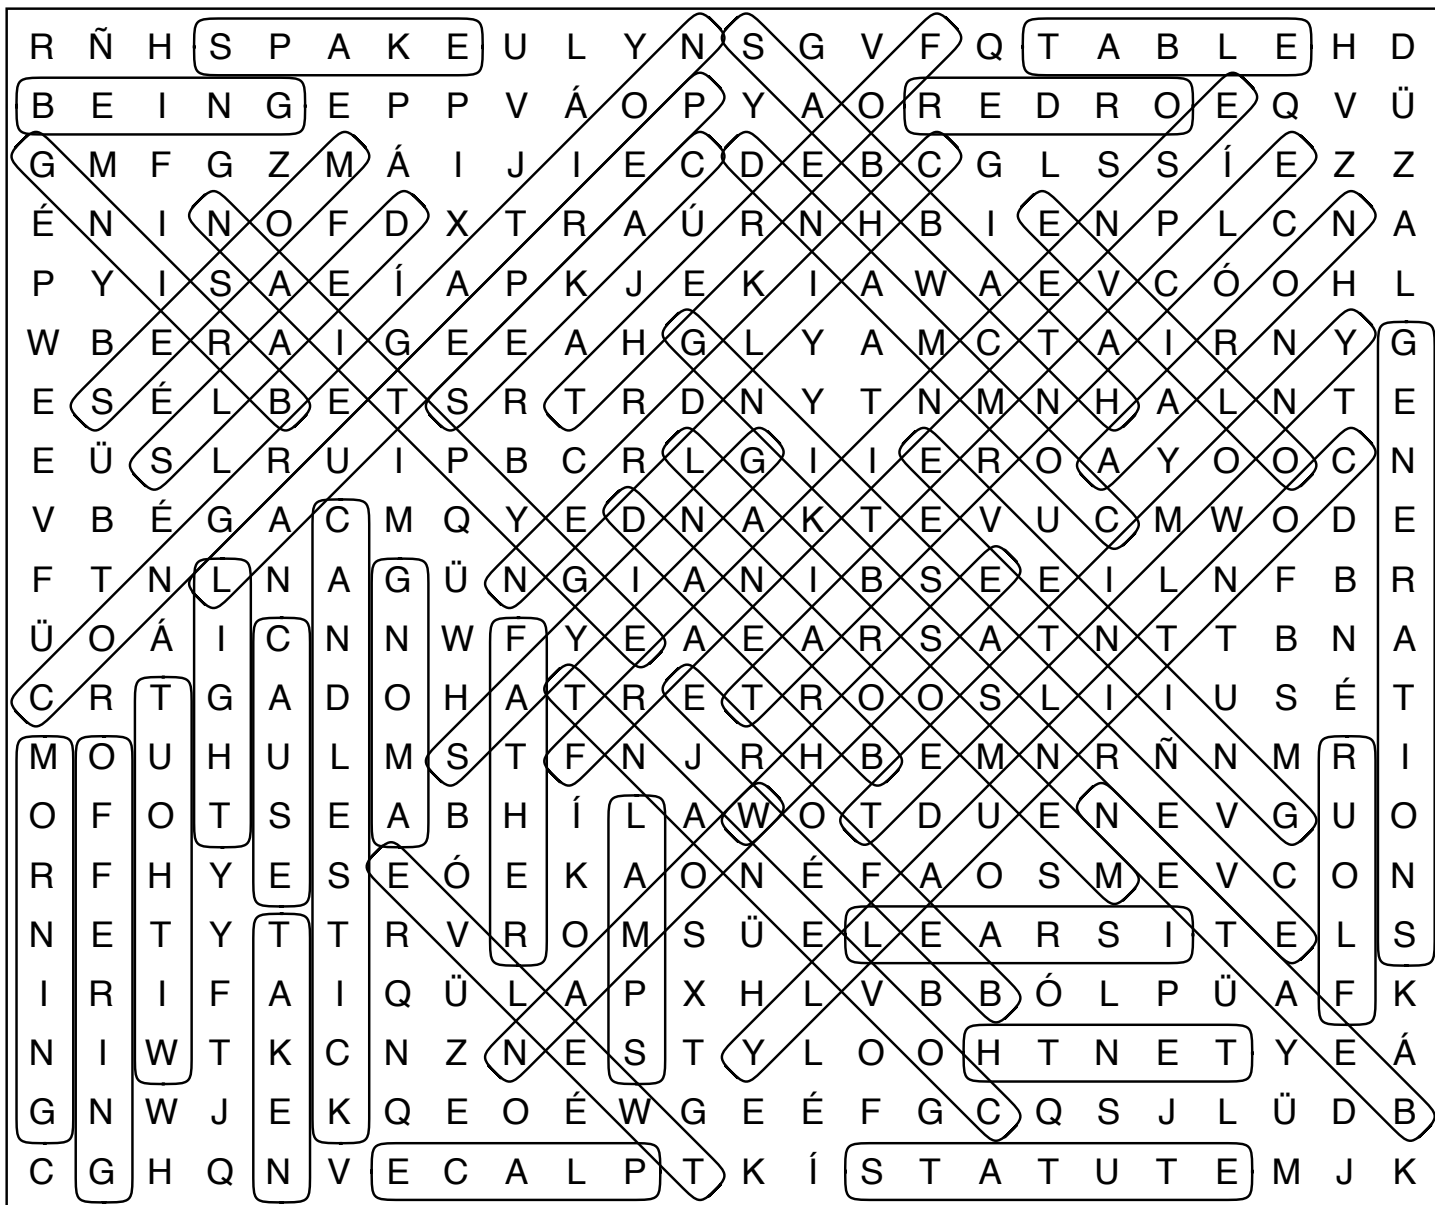 R Ñ H S P A K E U L Y N S G V F Q T A B L E H D
B E I N G E P P V Á O P Y A O R E D R O E Q V Ü
G M F G Z M Á I J I E C D E B C G L S S Í E Z Z
É N I N O F D X T R A Ú R N H B I E N P L C N A
P Y I S A E Í A P K J E K I A W A E V C Ó O H L
W B E R A I G E E A H G L Y A M C T A I R N Y G
E S É L B E T S R T R D N Y T N M N H A L N T E
E Ü S L R U I P B C R L G I I E R O A Y O O C N
V B É G A C M Q Y E D N A K T E V U C M W O D E
F T N L N A G Ü N G I A N I B S E E I L N F B R
Ü O Á I C N N W F Y E A E A R S A T N T T B N A
C R T G A D O H A T R E T R O O S L I I U S É T
M O U H U L M S T F N J R H B E M N R Ñ N M R I
O F O T S E A B H Í L A W O T D U E N E V G U O
R F H Y E S E Ó E K A O N É F A O S M E V C O N
N E T Y T T R V R O M S Ü E L E A R S I T E L S
I R I F A I Q Ü L A P X H L V B B Ó L P Ü A F K
N I W T K C N Z N E S T Y L O O H T N E T Y E Á
G N W J E K Q E O É W G E É F G C Q S J L Ü D B
C G H Q N V E C A L P T K Í S T A T U T E M J K